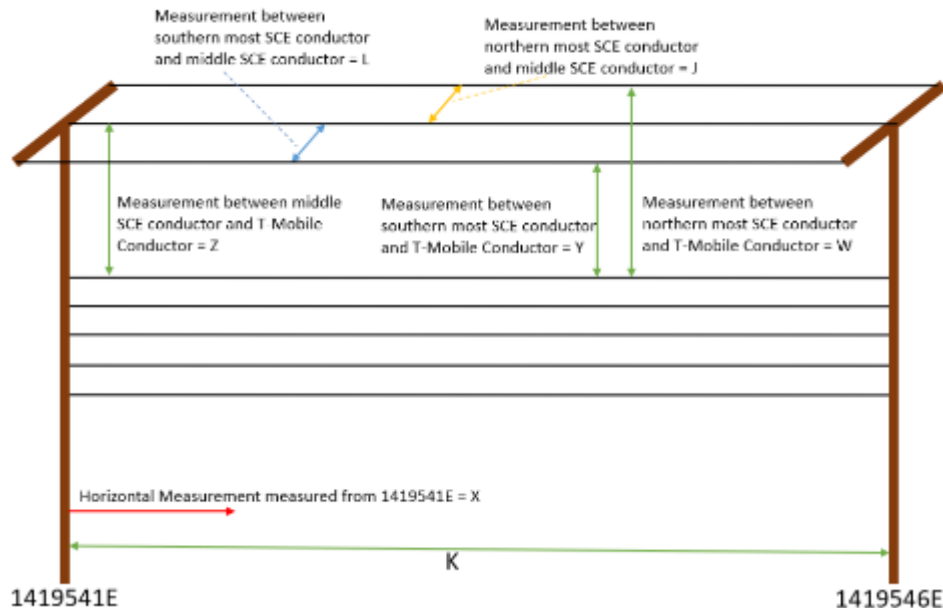 Measurement between
southern most SCE conductor
and middle SCE conductor = L
Measurement between
northern most SCE conductor
and middle SCE conductor = J
Measurement between middle
SCE conductor and T-Mobile
Conductor = Z
Measurement between
southern most SCE conductor
and T-Mobile Conductor = Y
Measurement between
northern most SCE conductor
and T-Mobile Conductor = W
Horizontal Measurement measured from 1419541E = X
K
1419541E
1419546E